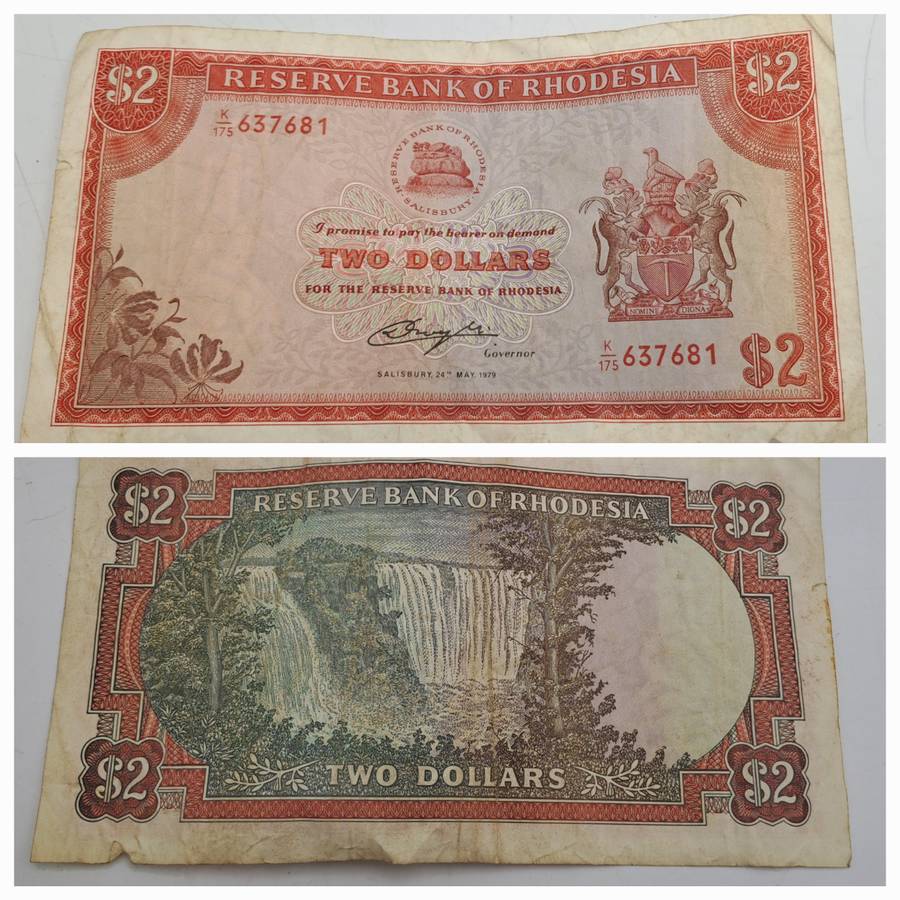 $2
RESERVE BANK OF RHODESIA
$2
K/175 637681
RESERVE BANK OF RHODESIA
SALISBURY
I promise to pay the bearer on demand
TWO DOLLARS
FOR THE RESERVE BANK OF RHODESIA
Governor
SALISBURY, 24TH MAY, 1979
NOMINE DIGNA
K/175 637681
$2
$2
RESERVE BANK OF RHODESIA
$2
$2
TWO DOLLARS
$2